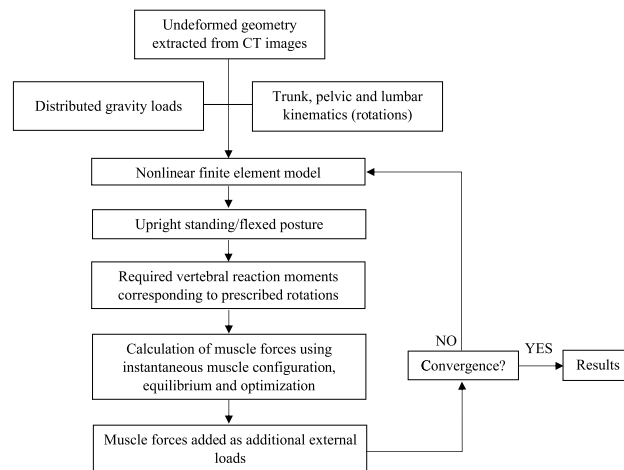 Undeformed geometry
extracted from CT images
Distributed gravity loads
Trunk, pelvic and lumbar
kinematics (rotations)
Nonlinear finite element model
Upright standing/flexed posture
Required vertebral reaction moments
corresponding to prescribed rotations
Calculation of muscle forces using
instantaneous muscle configuration,
equilibrium and optimization
Muscle forces added as additional external
loads
NO
Convergence?
YES
Results